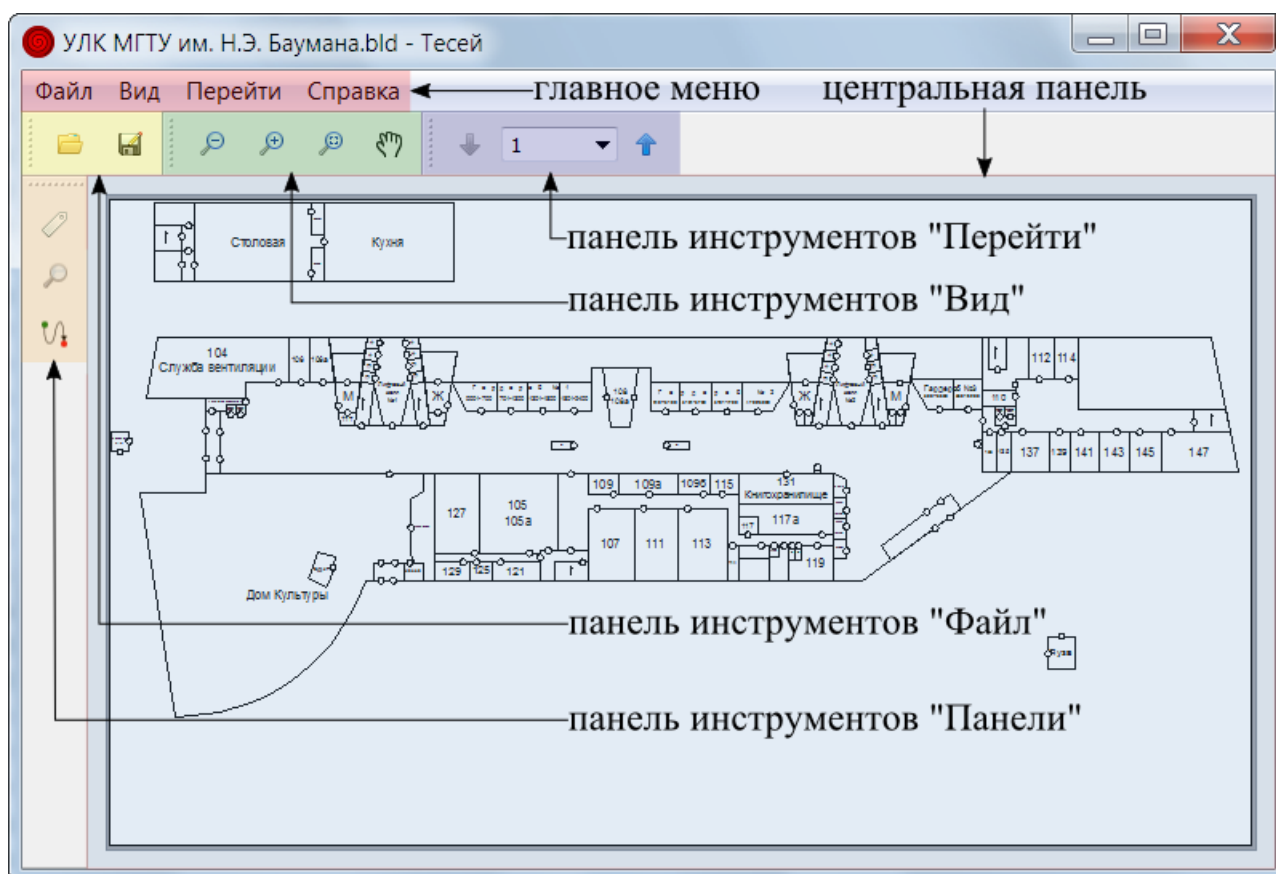 УЛК МГТУ им. Н.Э. Баумана.bld - Тесей
Файл Вид Перейти Справка
главное меню
центральная панель
1
панель инструментов "Перейти"
Столовая
Кухня
панель инструментов "Вид"
104
Служба вентиляции
112 114
М
Ж
Ж
М
110
137
139
141
143
145
147
109
109а
109б
115
131
Книгохранилище
127
105
105а
117
117а
107
111
113
129
125
121
119
Дом Культуры
панель инструментов "Файл"
панель инструментов "Панели"